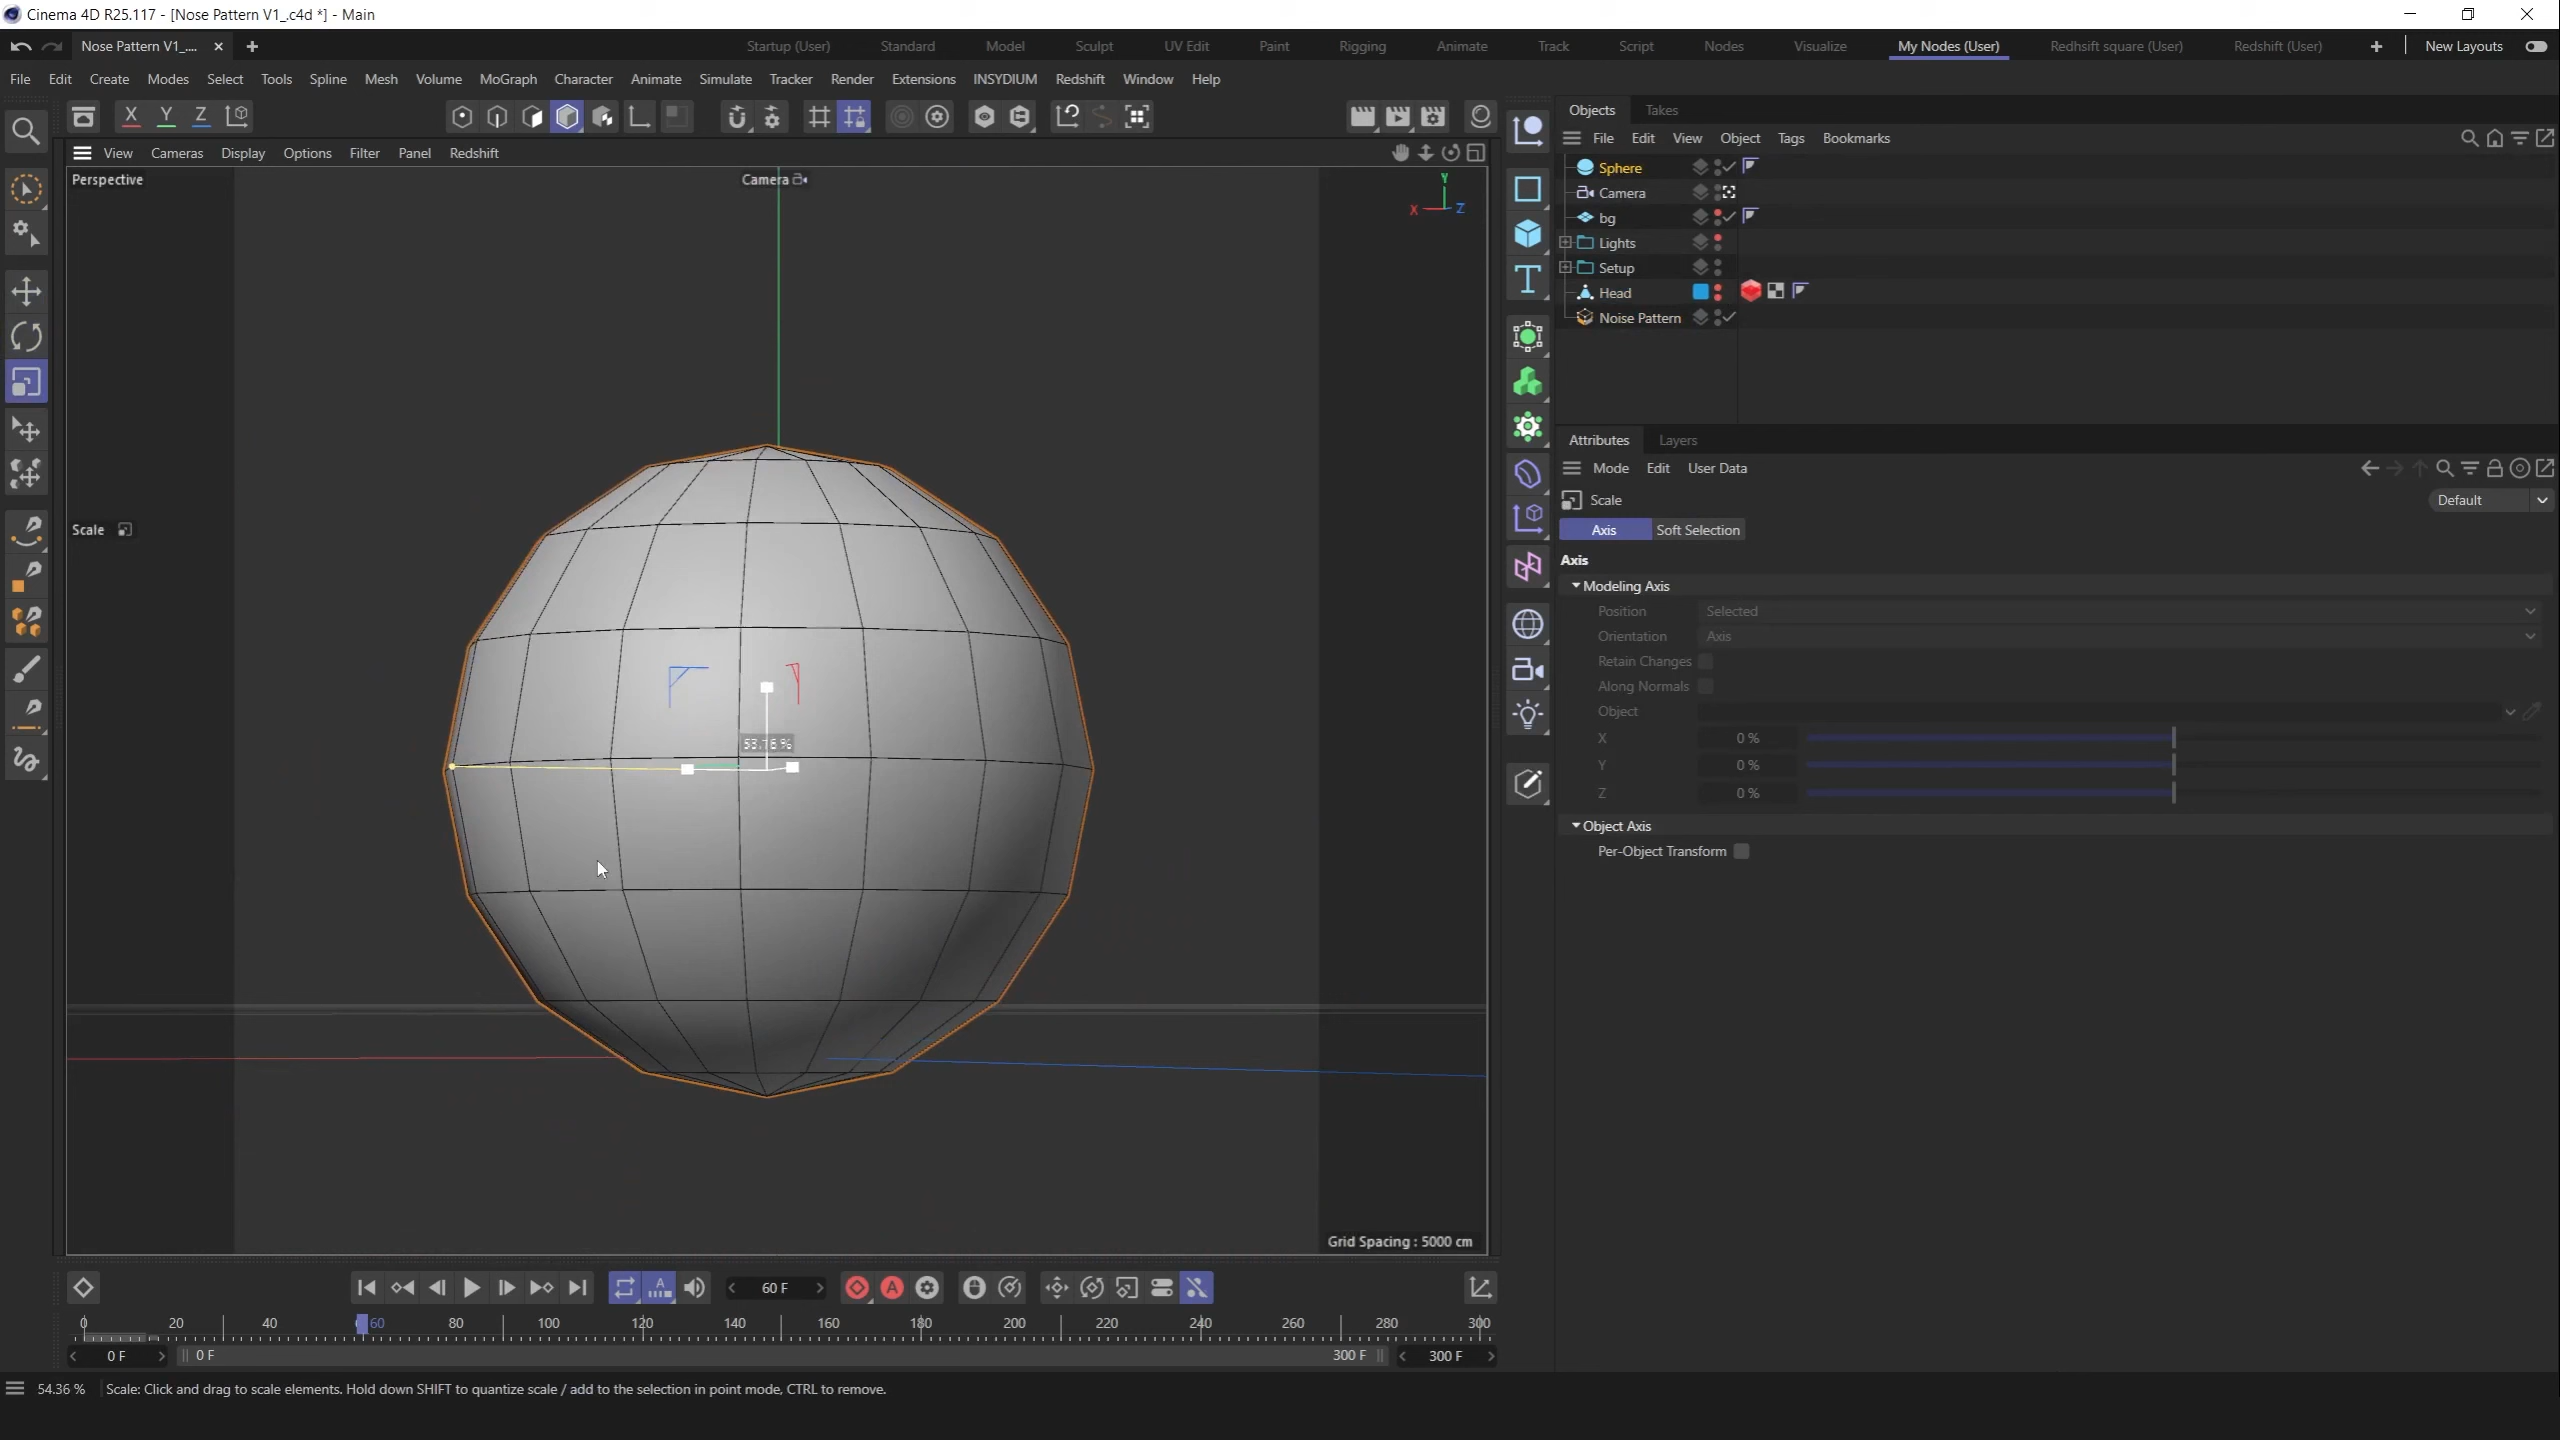 Cinema 4D R25.117 - [Nose Pattern V1_.c4d *] - Main
Nose Pattern V1_....
Startup (User)
Standard
Model
Sculpt
UV Edit
Paint
Rigging
Animate
Track
Script
Nodes
Visualize
My Nodes (User)
Redhsift square (User)
Redshift (User)
New Layouts
File Edit Create Modes Select Tools Spline Mesh Volume MoGraph Character Animate Simulate Tracker Render Extensions INSYDIUM Redshift Window Help
X Y Z
View Cameras Display Options Filter Panel Redshift
Perspective
Camera
Y
X
Z
Scale
Grid Spacing : 5000 cm
Objects Takes
File Edit View Object Tags Bookmarks
Sphere
Camera
bg
Lights
Setup
Head
Noise Pattern
Attributes Layers
Mode Edit User Data
Scale
Default
Axis
Soft Selection
Axis
Modeling Axis
Position Selected
Orientation Axis
Retain Changes
Along Normals
Object
X 0 %
Y 0 %
Z 0 %
Object Axis
Per-Object Transform
60 F
0 20 40 60 80 100 120 140 160 180 200 220 240 260 280 300
0 F
0 F
300 F
300 F
54.36 %
Scale: Click and drag to scale elements. Hold down SHIFT to quantize scale / add to the selection in point mode, CTRL to remove.